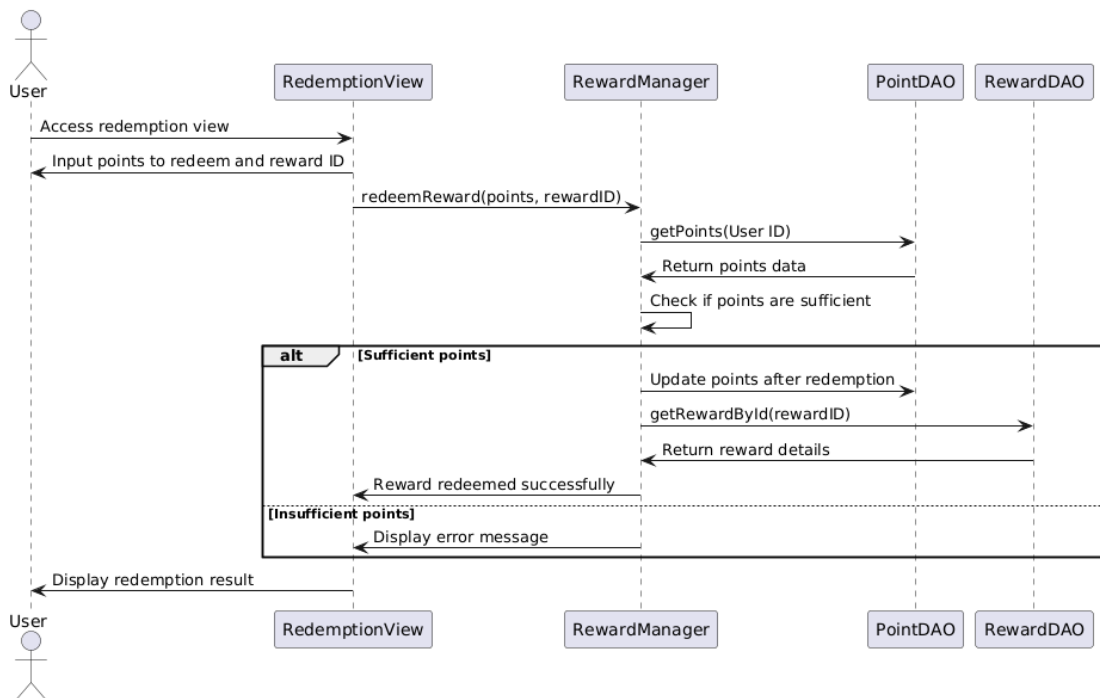 User
RedemptionView
RewardManager
PointDAO
RewardDAO
Access redemption view
Input points to redeem and reward ID
redeemReward(points, rewardID)
getPoints(User ID)
Return points data
Check if points are sufficient
alt
[Sufficient points]
Update points after redemption
getRewardById(rewardID)
Return reward details
Reward redeemed successfully
[Insufficient points]
Display error message
Display redemption result
User
RedemptionView
RewardManager
PointDAO
RewardDAO